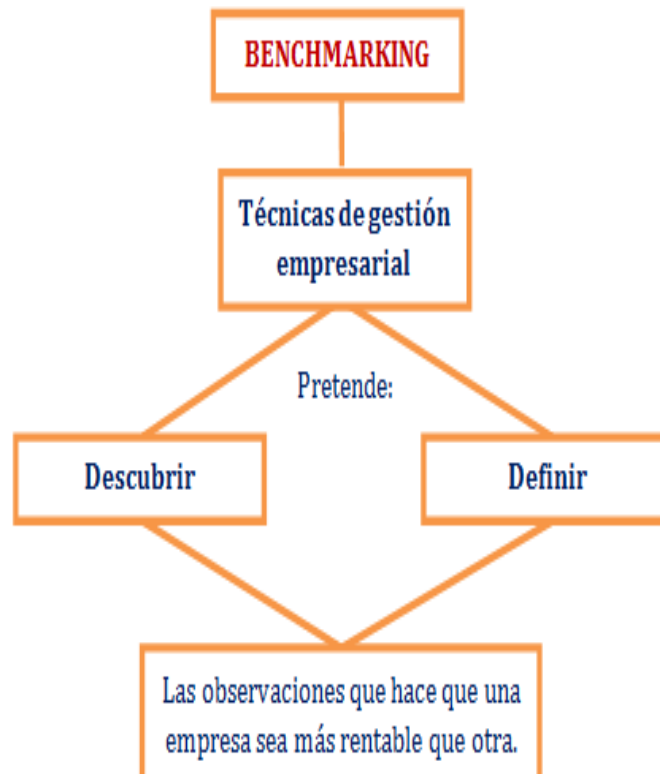 BENCHMARKING
Técnicas de gestión
empresarial
Pretende:
Descubrir
Definir
Las observaciones que hace que una
empresa sea más rentable que otra.